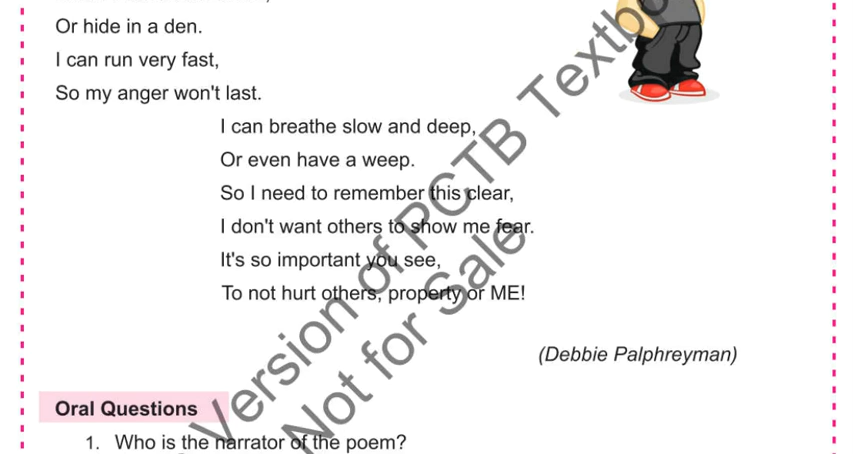 Or hide in a den.
I can run very fast,
So my anger won't last.
I can breathe slow and deep,
Or even have a weep.
So I need to remember this clear,
I don't want others to show me fear.
It's so important you see,
To not hurt others, property or ME!
(Debbie Palphreyman)
Oral Questions
1. Who is the narrator of the poem?
Version of PCTB Textbo
Not for Sale